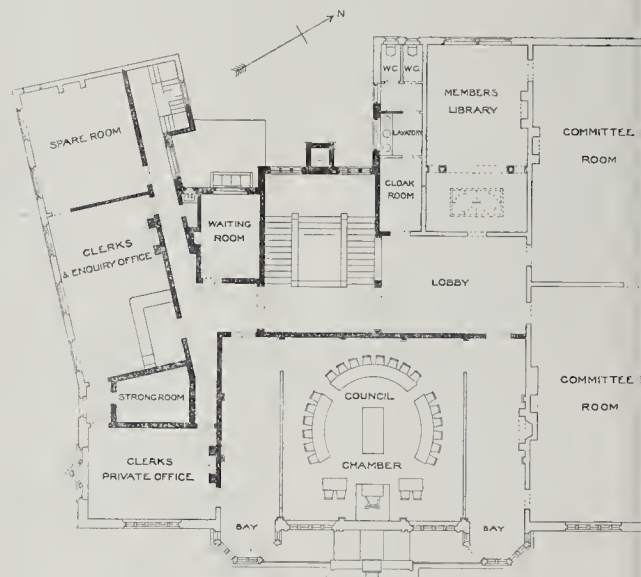 N
WC
WC
MEMBERS
LIBRARY
SPARE ROOM
LAVATORY
COMMITTEE
ROOM
CLOAK
ROOM
WAITING
ROOM
CLERKS
& ENQUIRY OFFICE
LOBBY
STRONGROOM
COUNCIL
CHAMBER
COMMITTEE
ROOM
CLERKS
PRIVATE OFFICE
BAY
BAY